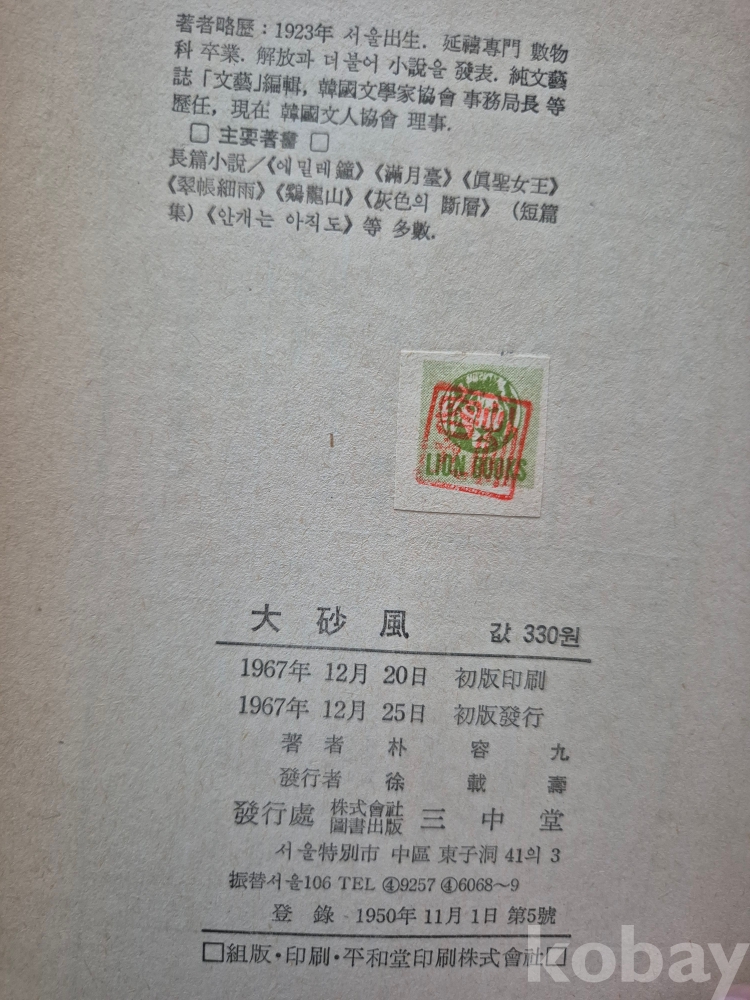 著者略歷 : 1923年 서울出生. 延禧專門 數物
科 卒業. 解放과 더불어 小說을 發表. 純文藝
誌「文藝」編輯, 韓國文學家協會 事務局長 等
歷任, 現在 韓國文人協會 理事.
□ 主要著書 □
長篇小說/《에밀레鐘》《滿月臺》《眞聖女王》
《翠帳細雨》《鷄龍山》《灰色의 斷層》 (短篇
集)《안개는 아직도》等 多數.
LION BOOKS
大砂風 값 330원
1967年 12月 20日 初版印刷
1967年 12月 25日 初版發行
著者 朴容九
發行者 徐載壽
發行處 株式會社 圖書出版 三中堂
서울特別市 中區 東子洞 41의 3
振替서울106 TEL ④9257 ④6068~9
登錄 1950年 11月 1日 第5號
□組版·印刷·平和堂印刷株式會社□
kobay